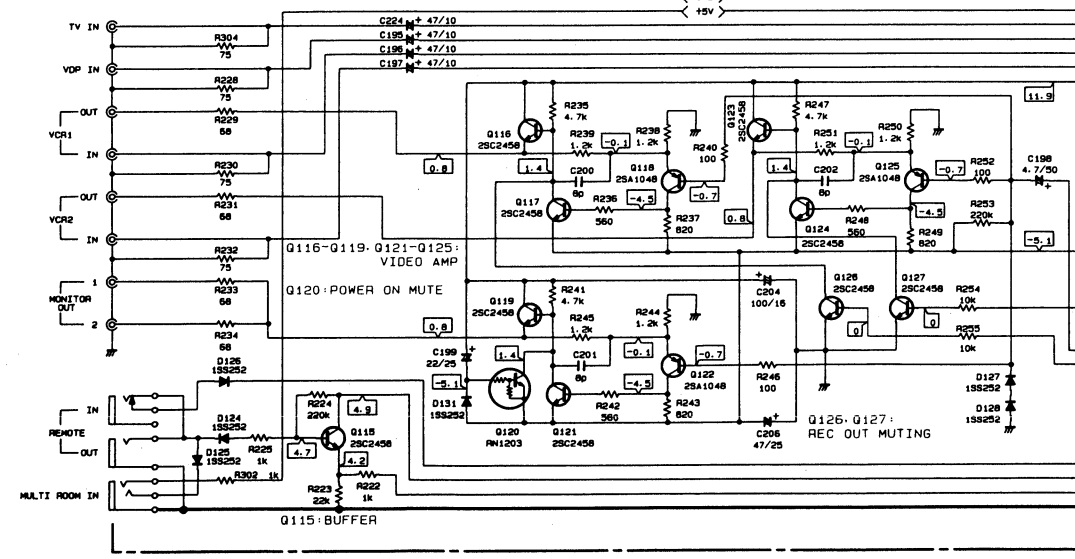 +5V
TV IN
C224 + 47/10
C195 + 47/10
C196 + 47/10
C197 + 47/10
R304
75
VDP IN
R228
75
OUT
R229
68
VCR1
IN
R230
75
OUT
R231
68
VCR2
IN
R232
75
1
R233
68
MONITOR
OUT
2
R234
68
Q116-Q119, Q121-Q125:
VIDEO AMP
Q120:POWER ON MUTE
0.8
Q116
2SC2458
R235
4.7k
R239
1.2k
-0.1
R238
1.2k
R240
100
1.4
C200
8p
Q118
2SA1048
-4.5
-0.7
Q117
2SC2458
R236
560
R237
820
Q123
2SC2458
R247
4.7k
R251
1.2k
-0.1
R250
1.2k
11.9
1.4
C202
8p
Q125
2SA1048
-0.7
R252
100
C198
4.7/50
+
-4.5
R253
220k
0.8
Q124
2SC2458
R248
560
R249
820
-5.1
+
C204
100/16
Q126
2SC2458
Q127
2SC2458
0
0
R254
10k
R255
10k
Q119
2SC2458
R241
4.7k
R245
1.2k
R244
1.2k
0.8
C199
22/25
+
1.4
C201
8p
-0.1
-0.7
-5.1
-4.5
Q122
2SA1048
R246
100
D131
1SS252
Q120
RN1203
Q121
2SC2458
R242
560
R243
820
+
C206
47/25
D127
1SS252
D128
1SS252
Q126, Q127:
REC OUT MUTING
D126
1SS252
IN
REMOTE
OUT
D124
1SS252
D125
1SS252
R225
1k
R224
220k
4.9
4.7
Q115
2SC2458
4.2
R302 1k
R222
1k
R223
22k
MULTI ROOM IN
Q115:BUFFER